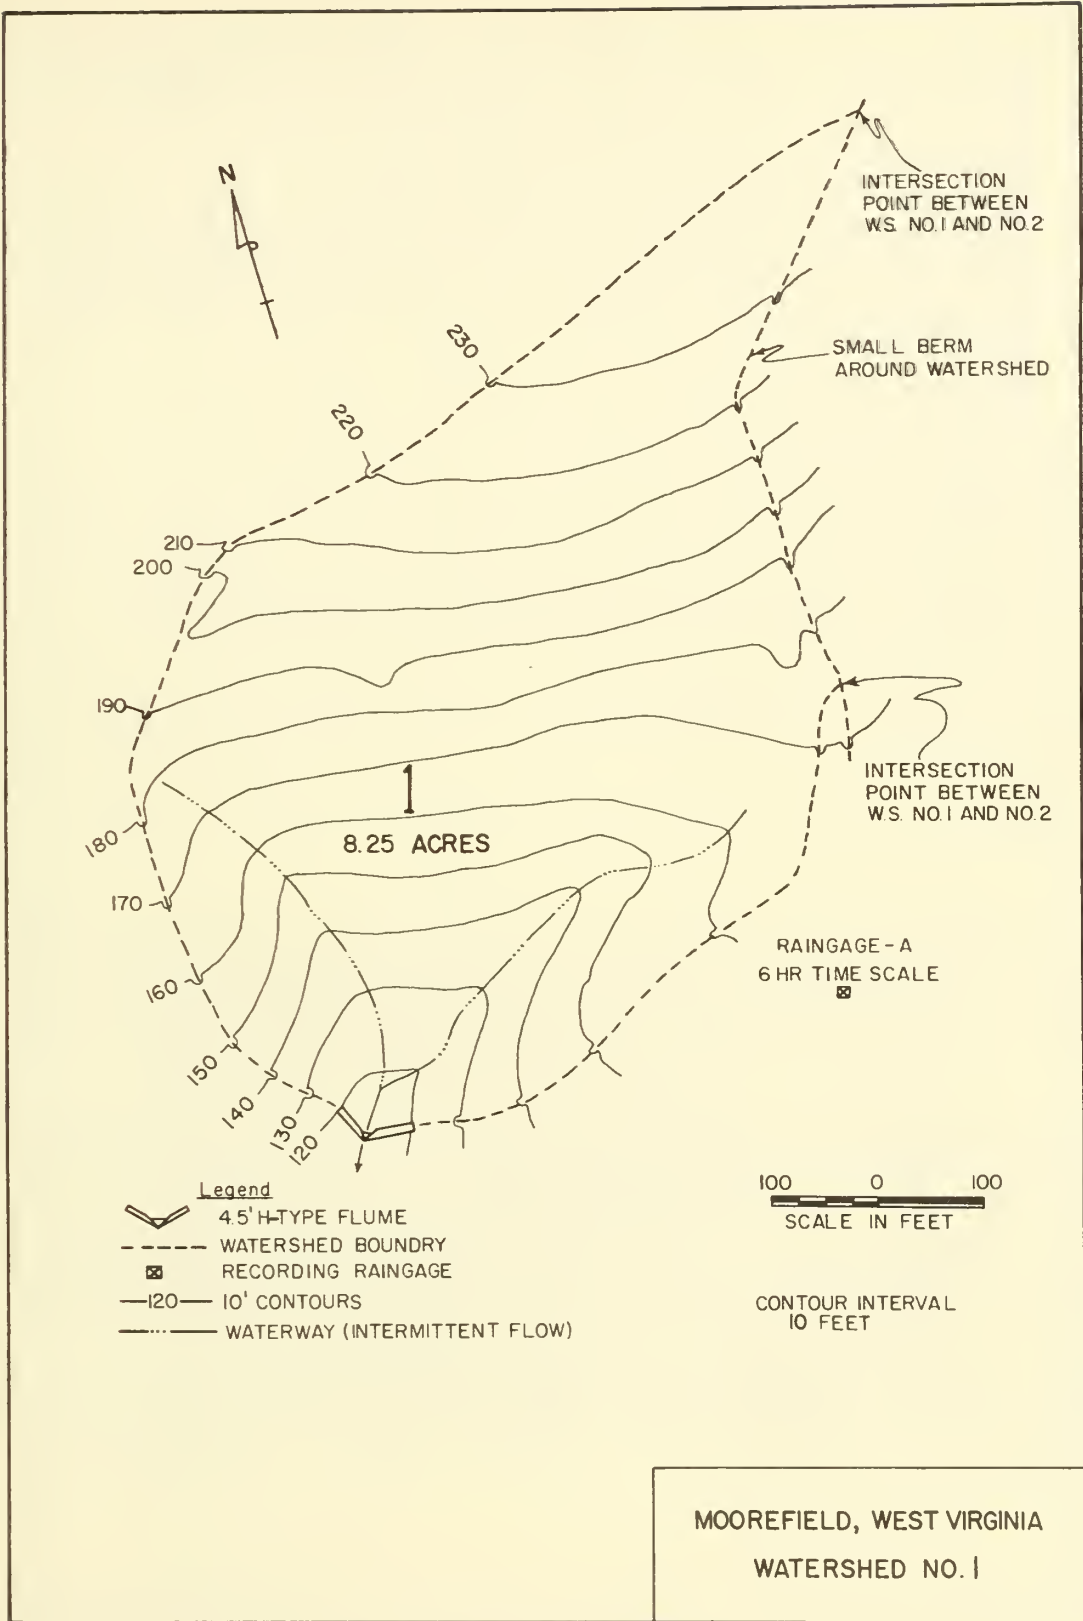 N
INTERSECTION
POINT BETWEEN
W.S. NO.1 AND NO.2
230
SMALL BERM
AROUND WATERSHED
220
210
200
190
1
INTERSECTION
POINT BETWEEN
W.S. NO.1 AND NO.2
180
8.25 ACRES
170
RAINGAGE-A
6 HR TIME SCALE
160
150
140
130
120
Legend
4.5' H-TYPE FLUME
WATERSHED BOUNDRY
RECORDING RAINGAGE
120 10' CONTOURS
WATERWAY (INTERMITTENT FLOW)
100 0 100
SCALE IN FEET
CONTOUR INTERVAL
10 FEET
MOOREFIELD, WEST VIRGINIA
WATERSHED NO. 1